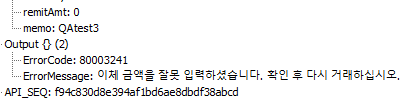 remitAmt: 0
memo: QAtest3
Output {} (2)
ErrorCode: 80003241
ErrorMessage: 이체 금액을 잘못 입력하셨습니다. 확인 후 다시 거래하십시오.
API_SEQ: f94c830d8e394af1bd6ae8dbdf38abcd